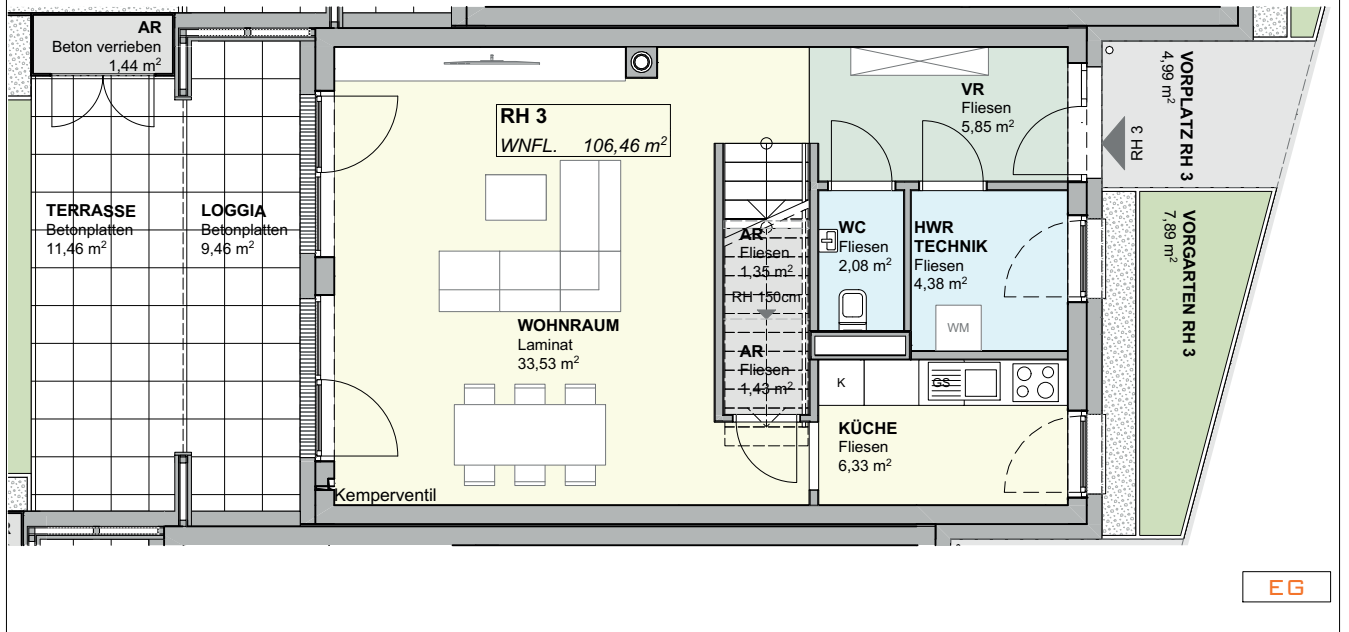 AR
Beton verrieben
1,44 m²
RH 3
WNFL. 106,46 m²
VR
Fliesen
5,85 m²
VORPLATZ RH 3
4,99 m²
RH 3
TERRASSE
Betonplatten
11,46 m²
LOGGIA
Betonplatten
9,46 m²
AR
Fliesen
1,35 m²
RH 150cm
WC
Fliesen
2,08 m²
HWR
TECHNIK
Fliesen
4,38 m²
VORGARTEN RH 3
7,89 m²
WM
WOHNRAUM
Laminat
33,53 m²
AR
Fliesen
1,43 m²
K
GS
KÜCHE
Fliesen
6,33 m²
Kemperventil
EG